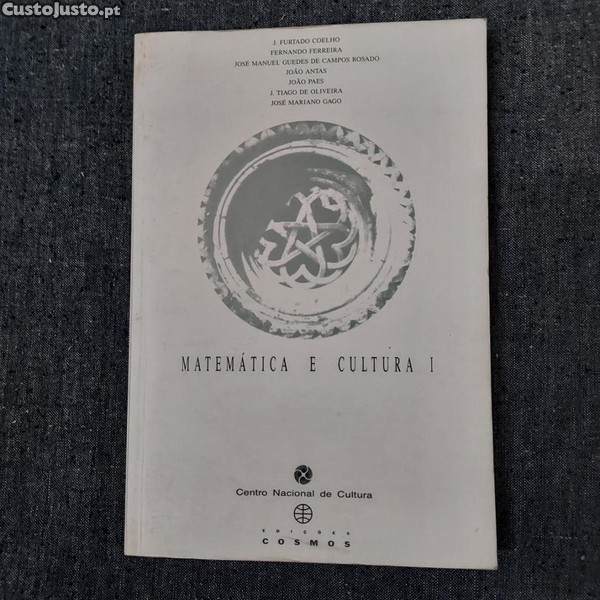 CustoJusto.pt
J. FURTADO COELHO
FERNANDO FERREIRA
JOSÉ MANUEL GUEDES DE CAMPOS ROSADO
JOÃO ANTAS
JOÃO PAES
J. TIAGO DE OLIVEIRA
JOSÉ MARIANO GAGO
MATEMÁTICA E CULTURA I
Centro Nacional de Cultura
EDIÇÕES
COSMOS